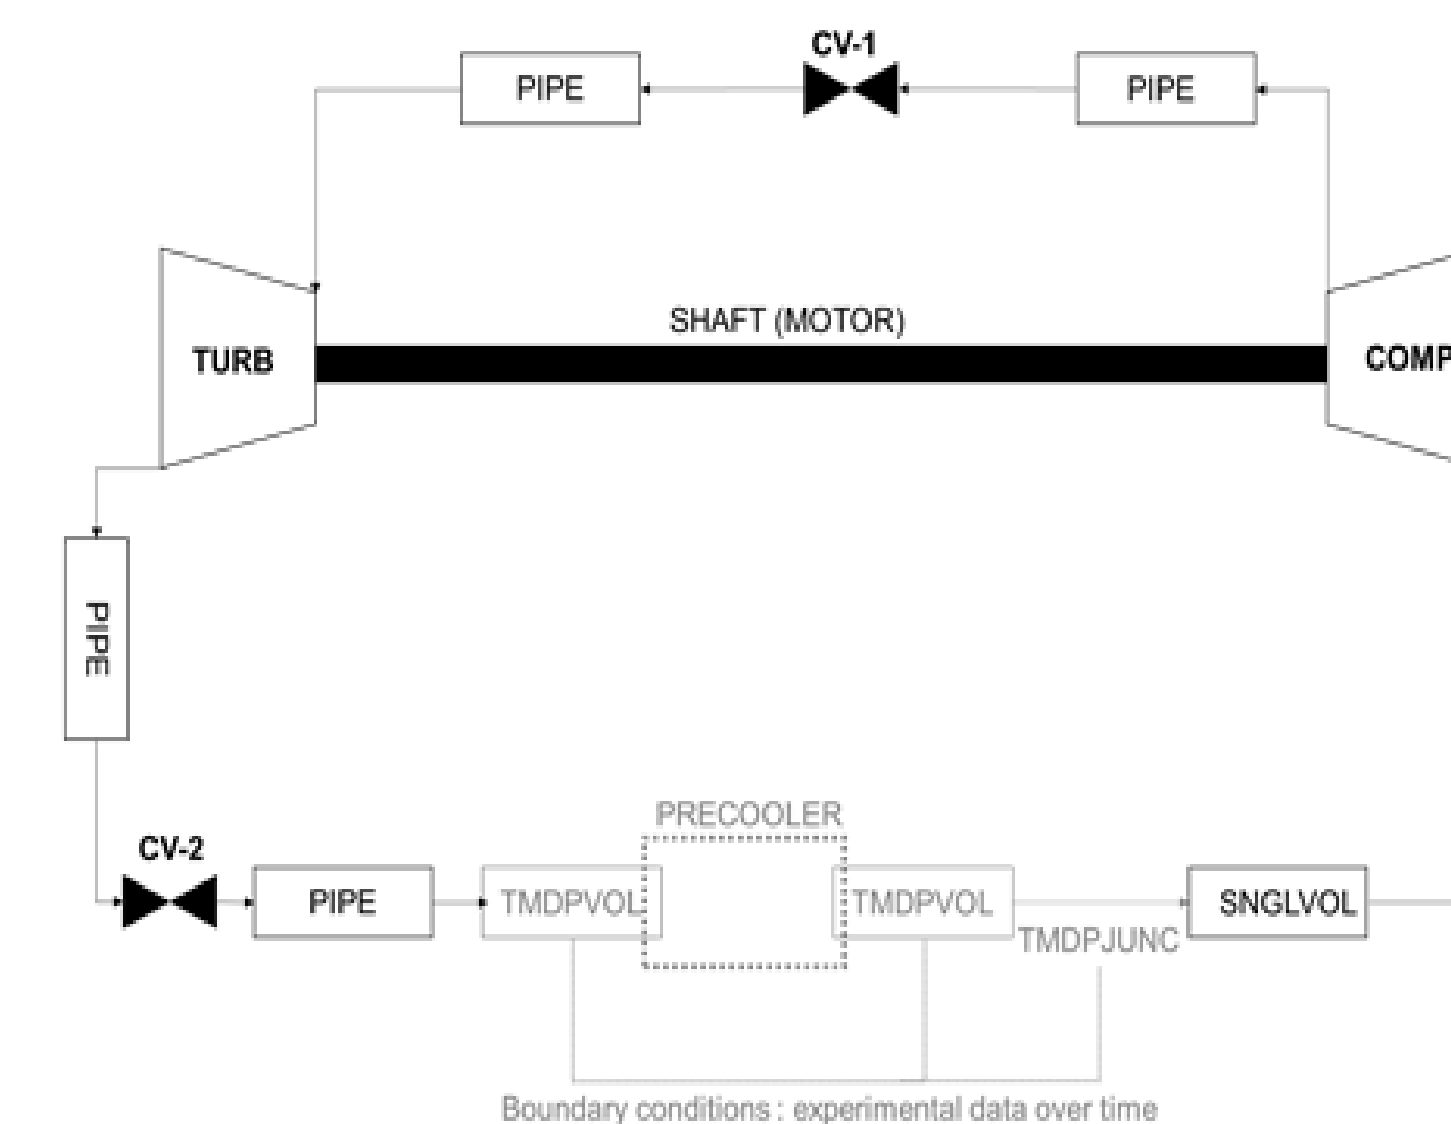 CV-1
PIPE
PIPE
SHAFT (MOTOR)
TURB
COMP
PIPE
PRECOOLER
CV-2
PIPE
TMDPVOL
TMDPVOL
SNGLVOL
TMDPJUNC
Boundary conditions : experimental data over time